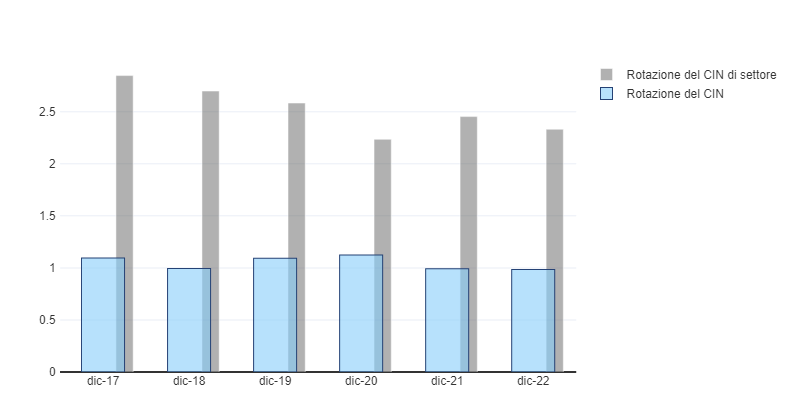 Rotazione del CIN di settore
Rotazione del CIN
2.5
2
1.5
1
0.5
0
dic-17 dic-18 dic-19 dic-20 dic-21 dic-22